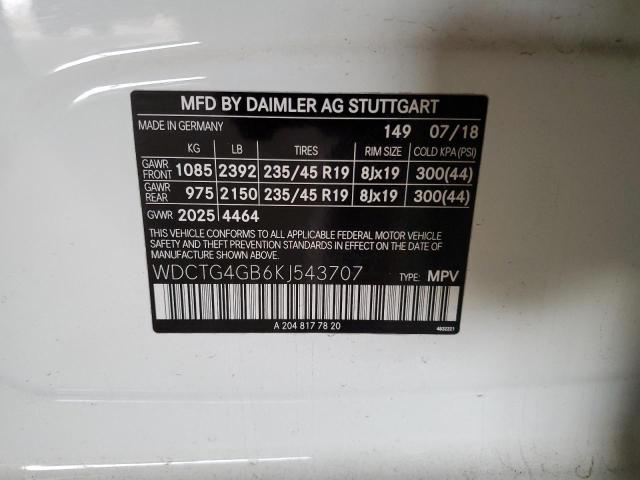 MFD BY DAIMLER AG STUTTGART
MADE IN GERMANY 149 07/18
KG LB TIRES RIM SIZE COLD KPA (PSI)
GAWR FRONT 1085 2392 235/45 R19 8Jx19 300(44)
GAWR REAR 975 2150 235/45 R19 8Jx19 300(44)
GVWR 2025 4464
THIS VEHICLE CONFORMS TO ALL APPLICABLE FEDERAL MOTOR VEHICLE
SAFETY AND THEFT PREVENTION STANDARDS IN EFFECT ON THE DATE OF
MANUFACTURE SHOWN ABOVE.
WDCTG4GB6KJ543707 TYPE: MPV
A 204 817 78 20 4832221